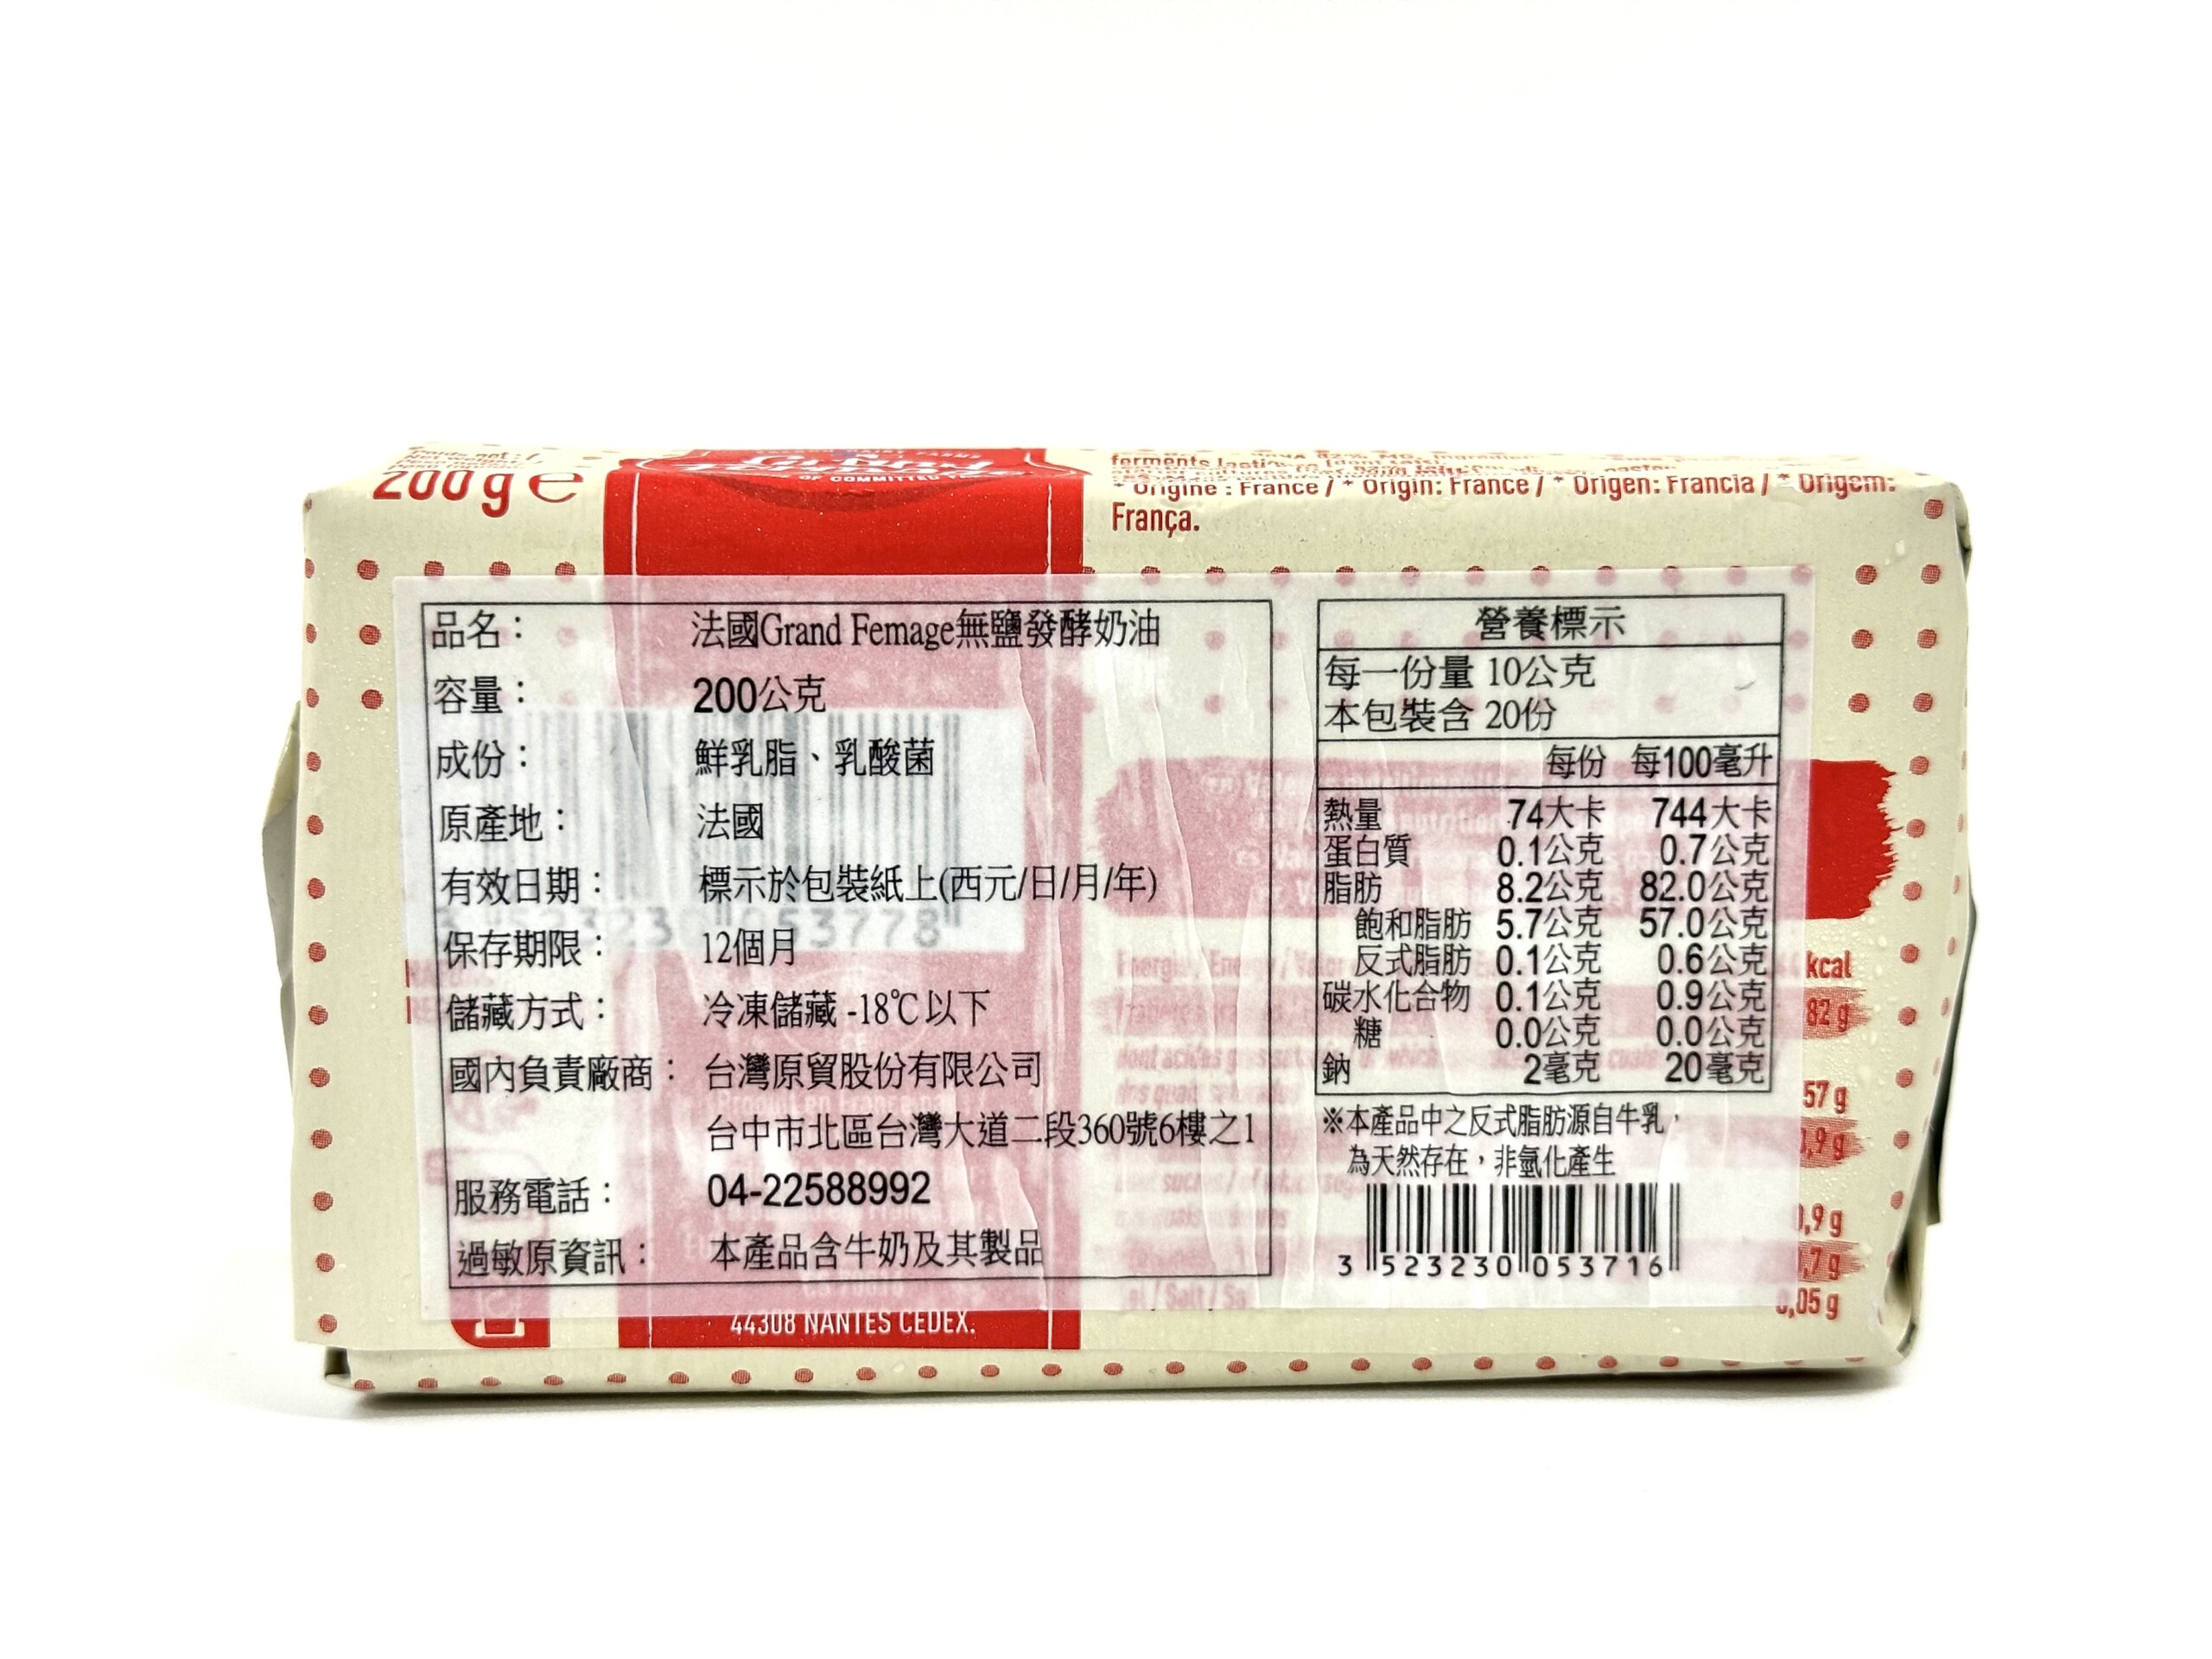 200 g e
OF COMMITTED
ferments
* Origine : France / * Origin: France / * Origen: Francia / * Origem:
França.
品名： 法國Grand Femage無鹽發酵奶油
容量： 200公克
成份： 鮮乳脂、乳酸菌
原產地： 法國
有效日期： 標示於包裝紙上(西元/日/月/年)
保存期限： 12個月
儲藏方式： 冷凍儲藏 -18℃以下
國內負責廠商： 台灣原貿股份有限公司
台中市北區台灣大道二段360號6樓之1
服務電話： 04-22588992
過敏原資訊： 本產品含牛奶及其製品
44308 NANTES CEDEX.
營養標示
每一份量 10公克
本包裝含 20份
每份 每100毫升
熱量 74大卡 744大卡
蛋白質 0.1公克 0.7公克
脂肪 8.2公克 82.0公克
飽和脂肪 5.7公克 57.0公克
反式脂肪 0.1公克 0.6公克
碳水化合物 0.1公克 0.9公克
糖 0.0公克 0.0公克
鈉 2毫克 20毫克
※本產品中之反式脂肪源自牛乳，
為天然存在，非氫化產生
3 523230 053716
kcal
82 g
57 g
,9 g
,9 g
,7 g
0,05 g